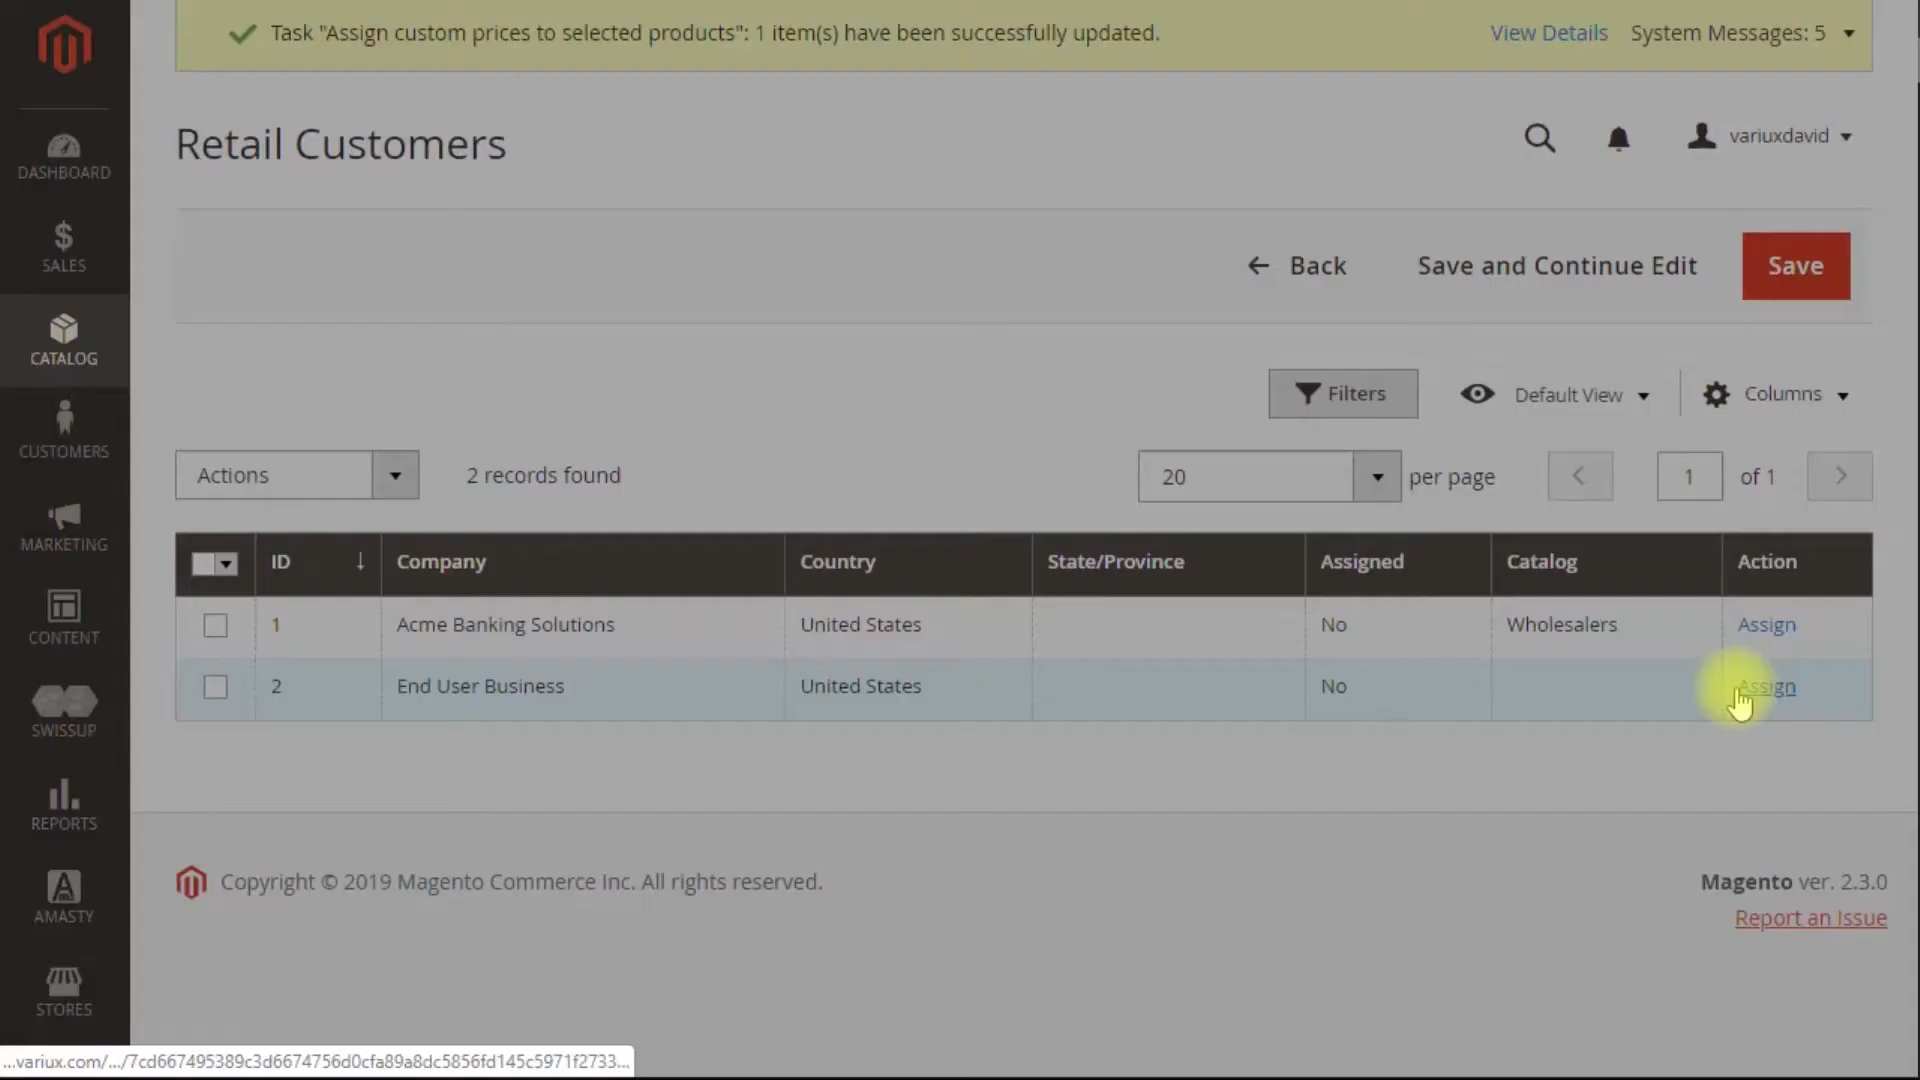 Task "Assign custom prices to selected products": 1 item(s) have been successfully updated.
View Details
System Messages: 5
Retail Customers
variuxdavid
Back
Save and Continue Edit
Save
Filters
Default View
Columns
Actions
2 records found
20
per page
1
of 1
ID
Company
Country
State/Province
Assigned
Catalog
Action
1
Acme Banking Solutions
United States
No
Wholesalers
Assign
2
End User Business
United States
No
Assign
Copyright © 2019 Magento Commerce Inc. All rights reserved.
Magento ver. 2.3.0
Report an Issue
DASHBOARD
$
SALES
CATALOG
CUSTOMERS
MARKETING
CONTENT
SWISSUP
REPORTS
A
AMASTY
STORES
...variux.com/.../7cd667495389c3d6674756d0cfa89a8dc5856fd145c5971f2733...